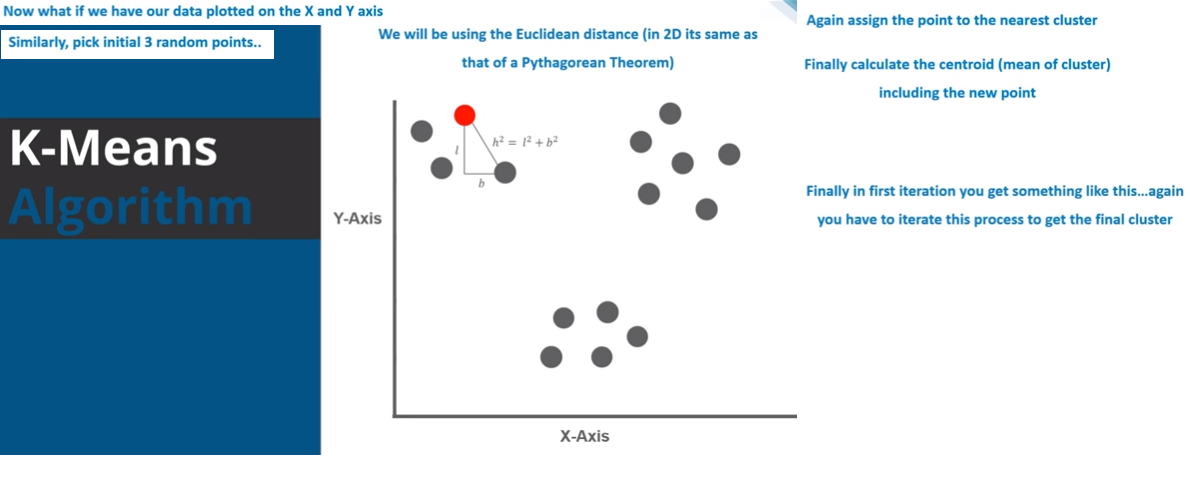 Now what if we have our data plotted on the X and Y axis
Similarly, pick initial 3 random points..
K-Means
Algorithm
We will be using the Euclidean distance (in 2D its same as
that of a Pythagorean Theorem)
h² = l² + b²
l
b
Y-Axis
X-Axis
Again assign the point to the nearest cluster
Finally calculate the centroid (mean of cluster)
including the new point
Finally in first iteration you get something like this...again
you have to iterate this process to get the final cluster